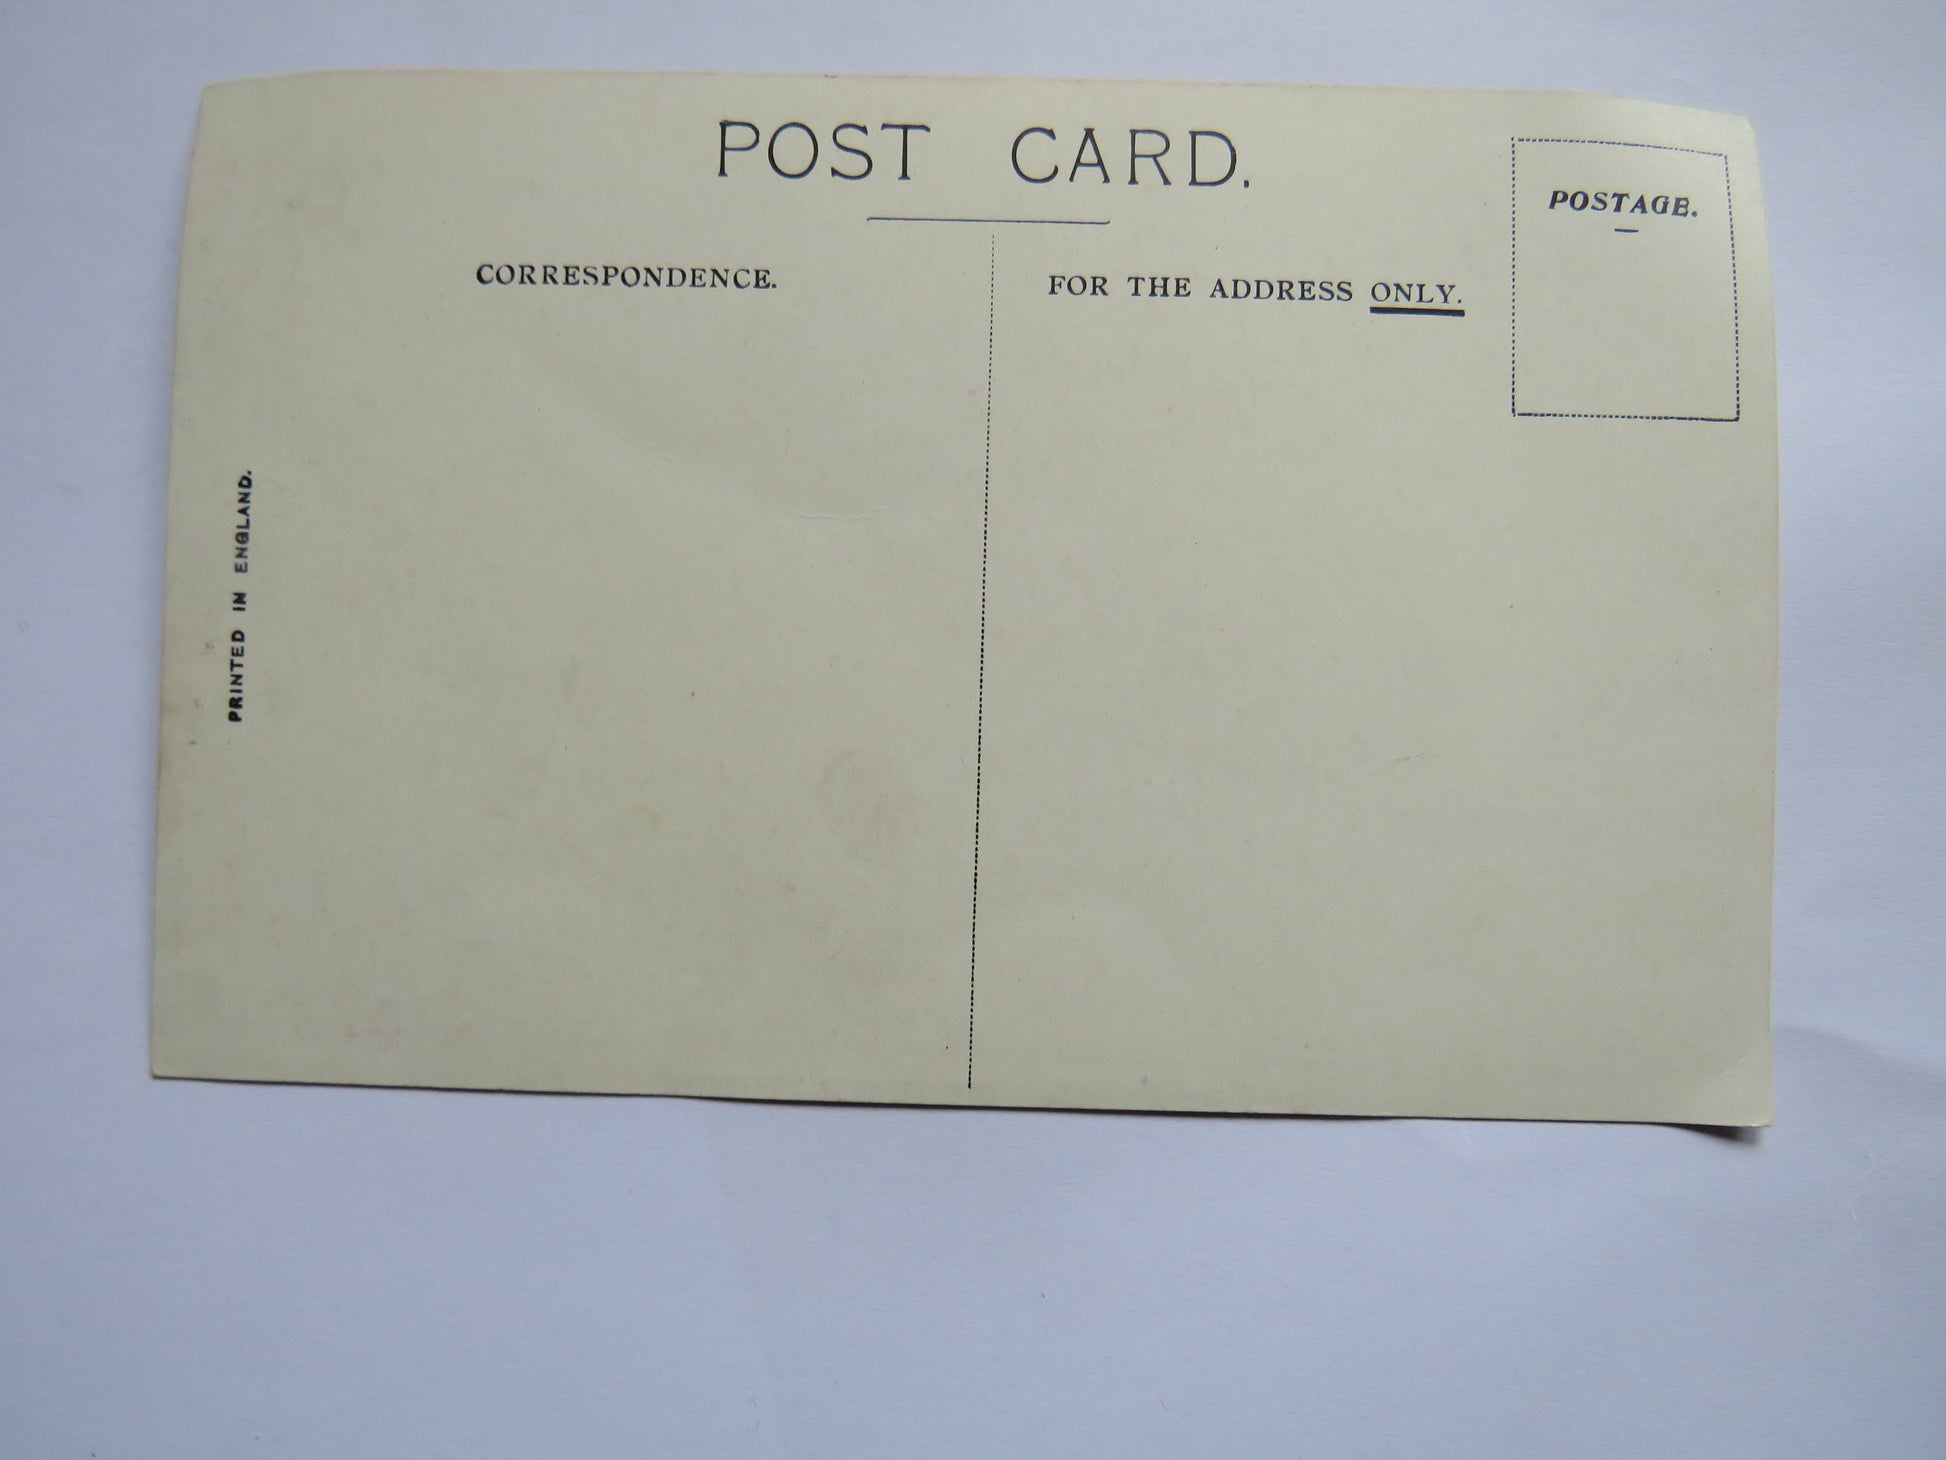 POST CARD.
POSTAGE.
CORRESPONDENCE.
FOR THE ADDRESS ONLY.
PRINTED IN ENGLAND.